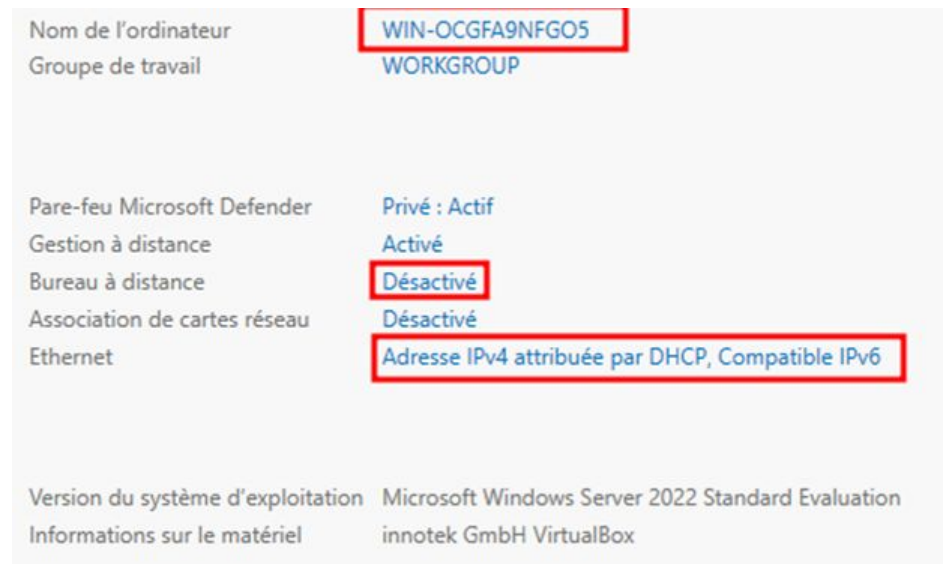 Nom de l’ordinateur WIN-OCGFA9NFGO5
Groupe de travail WORKGROUP
Pare-feu Microsoft Defender Privé : Actif
Gestion à distance Activé
Bureau à distance Désactivé
Association de cartes réseau Désactivé
Ethernet Adresse IPv4 attribuée par DHCP, Compatible IPv6
Version du système d’exploitation Microsoft Windows Server 2022 Standard Evaluation
Informations sur le matériel innotek GmbH VirtualBox